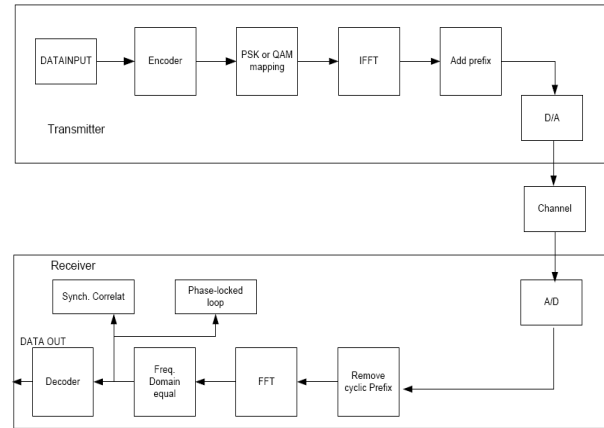 DATAINPUT
Encoder
PSK or QAM
mapping
IFFT
Add prefix
D/A
Transmitter
Channel
Receiver
Synch. Correlat
Phase-locked
loop
A/D
DATA OUT
Decoder
Freq.
Domain
equal
FFT
Remove
cyclic Prefix